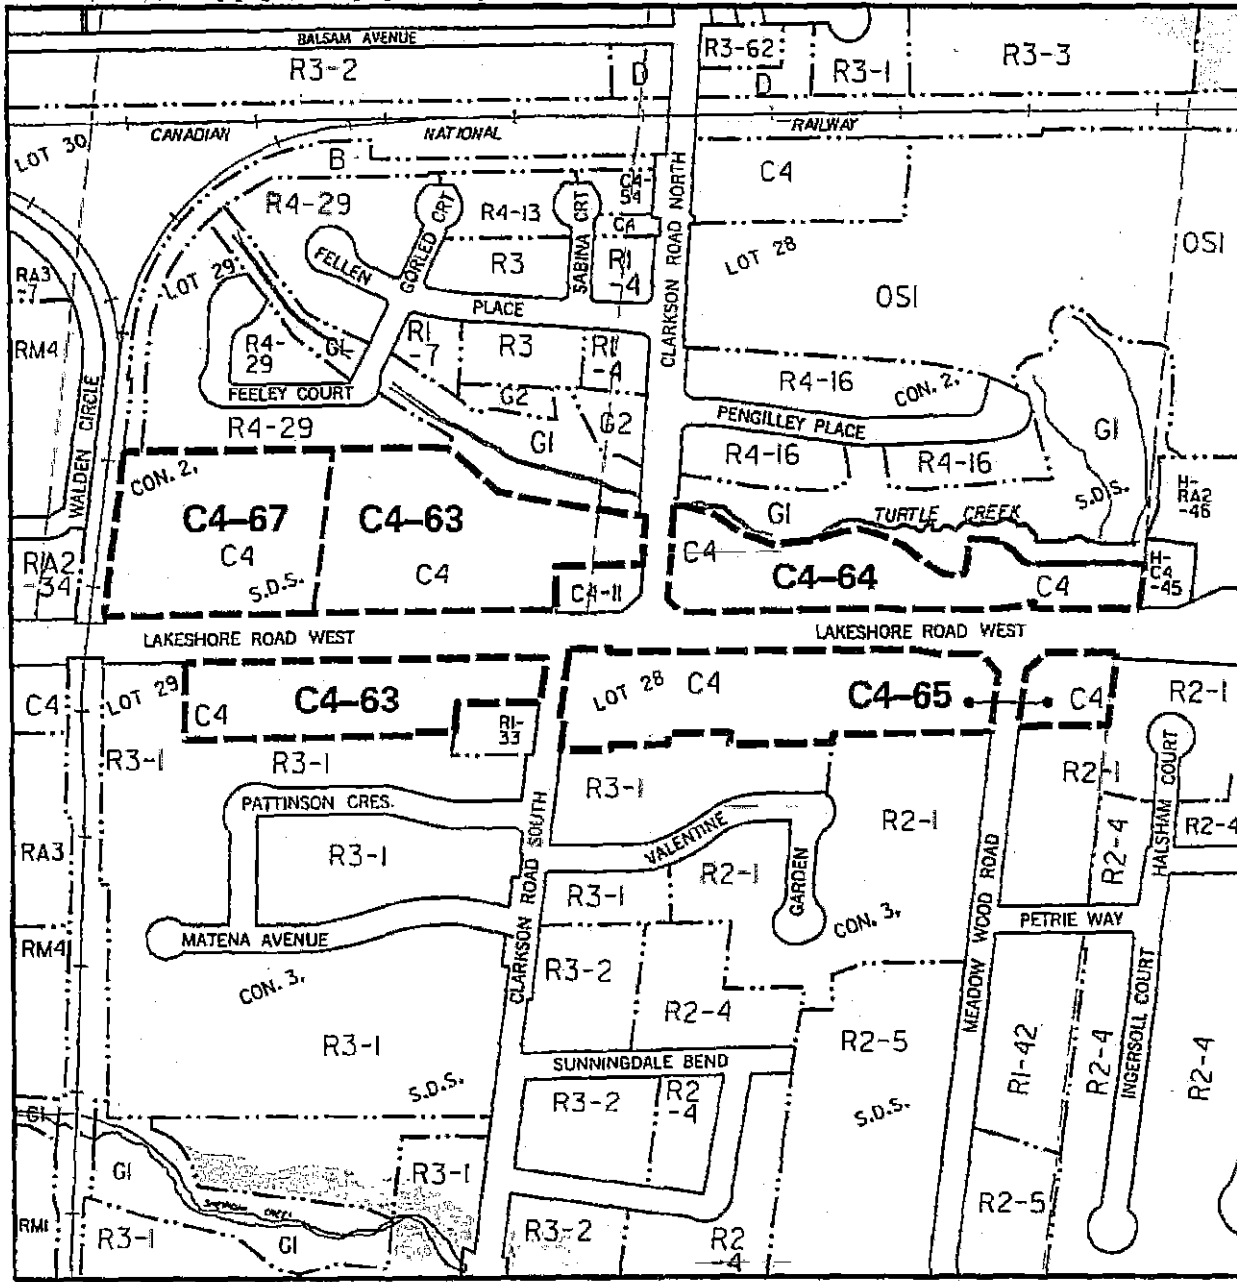 BALSAM AVENUE
R3-2
D
R3-62
D
R3-1
R3-3
CANADIAN
NATIONAL
RAILWAY
LOT 30
B
R4-29
GORLED CRT
R4-13
SABINA CRT
C4-
54
C4
CLARKSON ROAD NORTH
C4
LOT 28
OS1
OS1
RA3
-7
LOT 29
FELLEN
PLACE
R3
R1
-4
RM4
R4-
29
G1
R1
-7
R3
R1
-4
FEELEY COURT
G2
G2
R4-29
G1
R4-16
CON. 2,
PENGILLEY PLACE
R4-16
R4-16
G1
S.D.S.
H-
RA2
-46
WALDEN CIRCLE
CON. 2,
C4-67
C4
S.D.S.
C4-63
C4
C4-11
G1
TURTLE CREEK
C4
C4-64
C4
H-
C4
-45
RA2
-34
LAKESHORE ROAD WEST
LAKESHORE ROAD WEST
C4
LOT 29
C4
C4-63
R1-
33
LOT 28
C4
C4-65
C4
R2-1
R3-1
R3-1
PATTINSON CRES.
R3-1
R3-1
VALENTINE
R2-1
GARDEN
R2-1
R2-1
HALSHAM COURT
R2-4
R2-4
RA3
R3-1
CLARKSON ROAD SOUTH
MEADOW WOOD ROAD
PETRIE WAY
RM4
MATENA AVENUE
CON. 3,
CON. 3,
R3-2
R2-4
R3-1
S.D.S.
SUNNINGDALE BEND
R2-5
S.D.S.
R1-42
R2-4
INGERSOLL COURT
R2-4
R3-2
R2
-4
G1
G1
R3-1
R2-5
RM1
R3-1
G1
R3-2
R2
-4